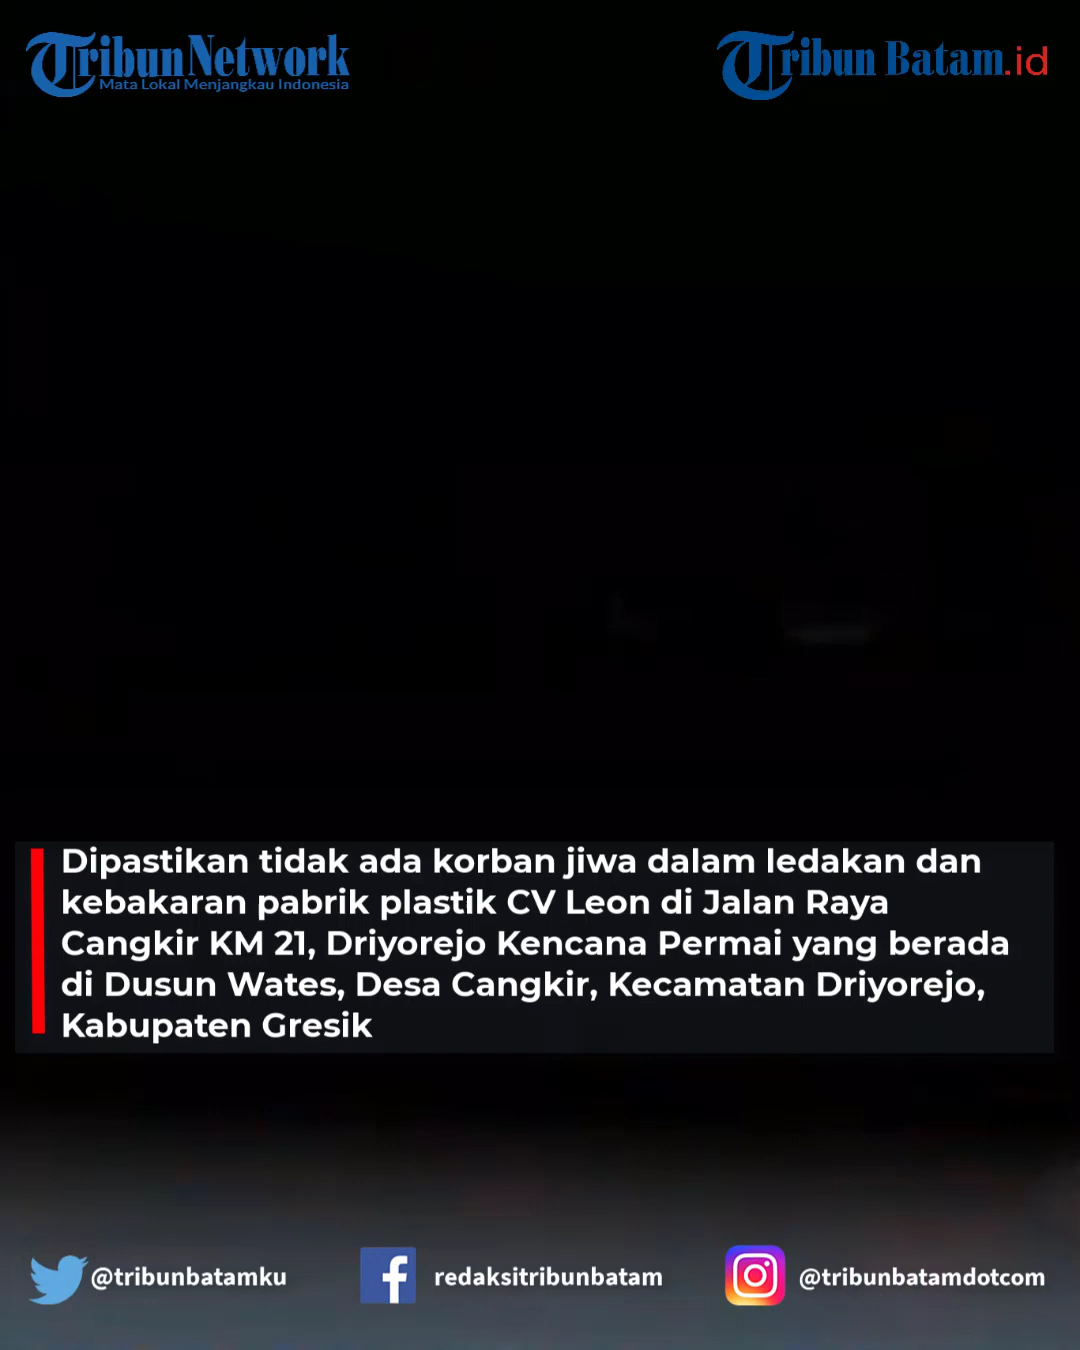 Tribun Network
Mata Lokal Menjangkau Indonesia
Tribun Batam.id
Dipastikan tidak ada korban jiwa dalam ledakan dan
kebakaran pabrik plastik CV Leon di Jalan Raya
Cangkir KM 21, Driyorejo Kencana Permai yang berada
di Dusun Wates, Desa Cangkir, Kecamatan Driyorejo,
Kabupaten Gresik
@tribunbatamku
redaksitribunbatam
@tribunbatamdotcom